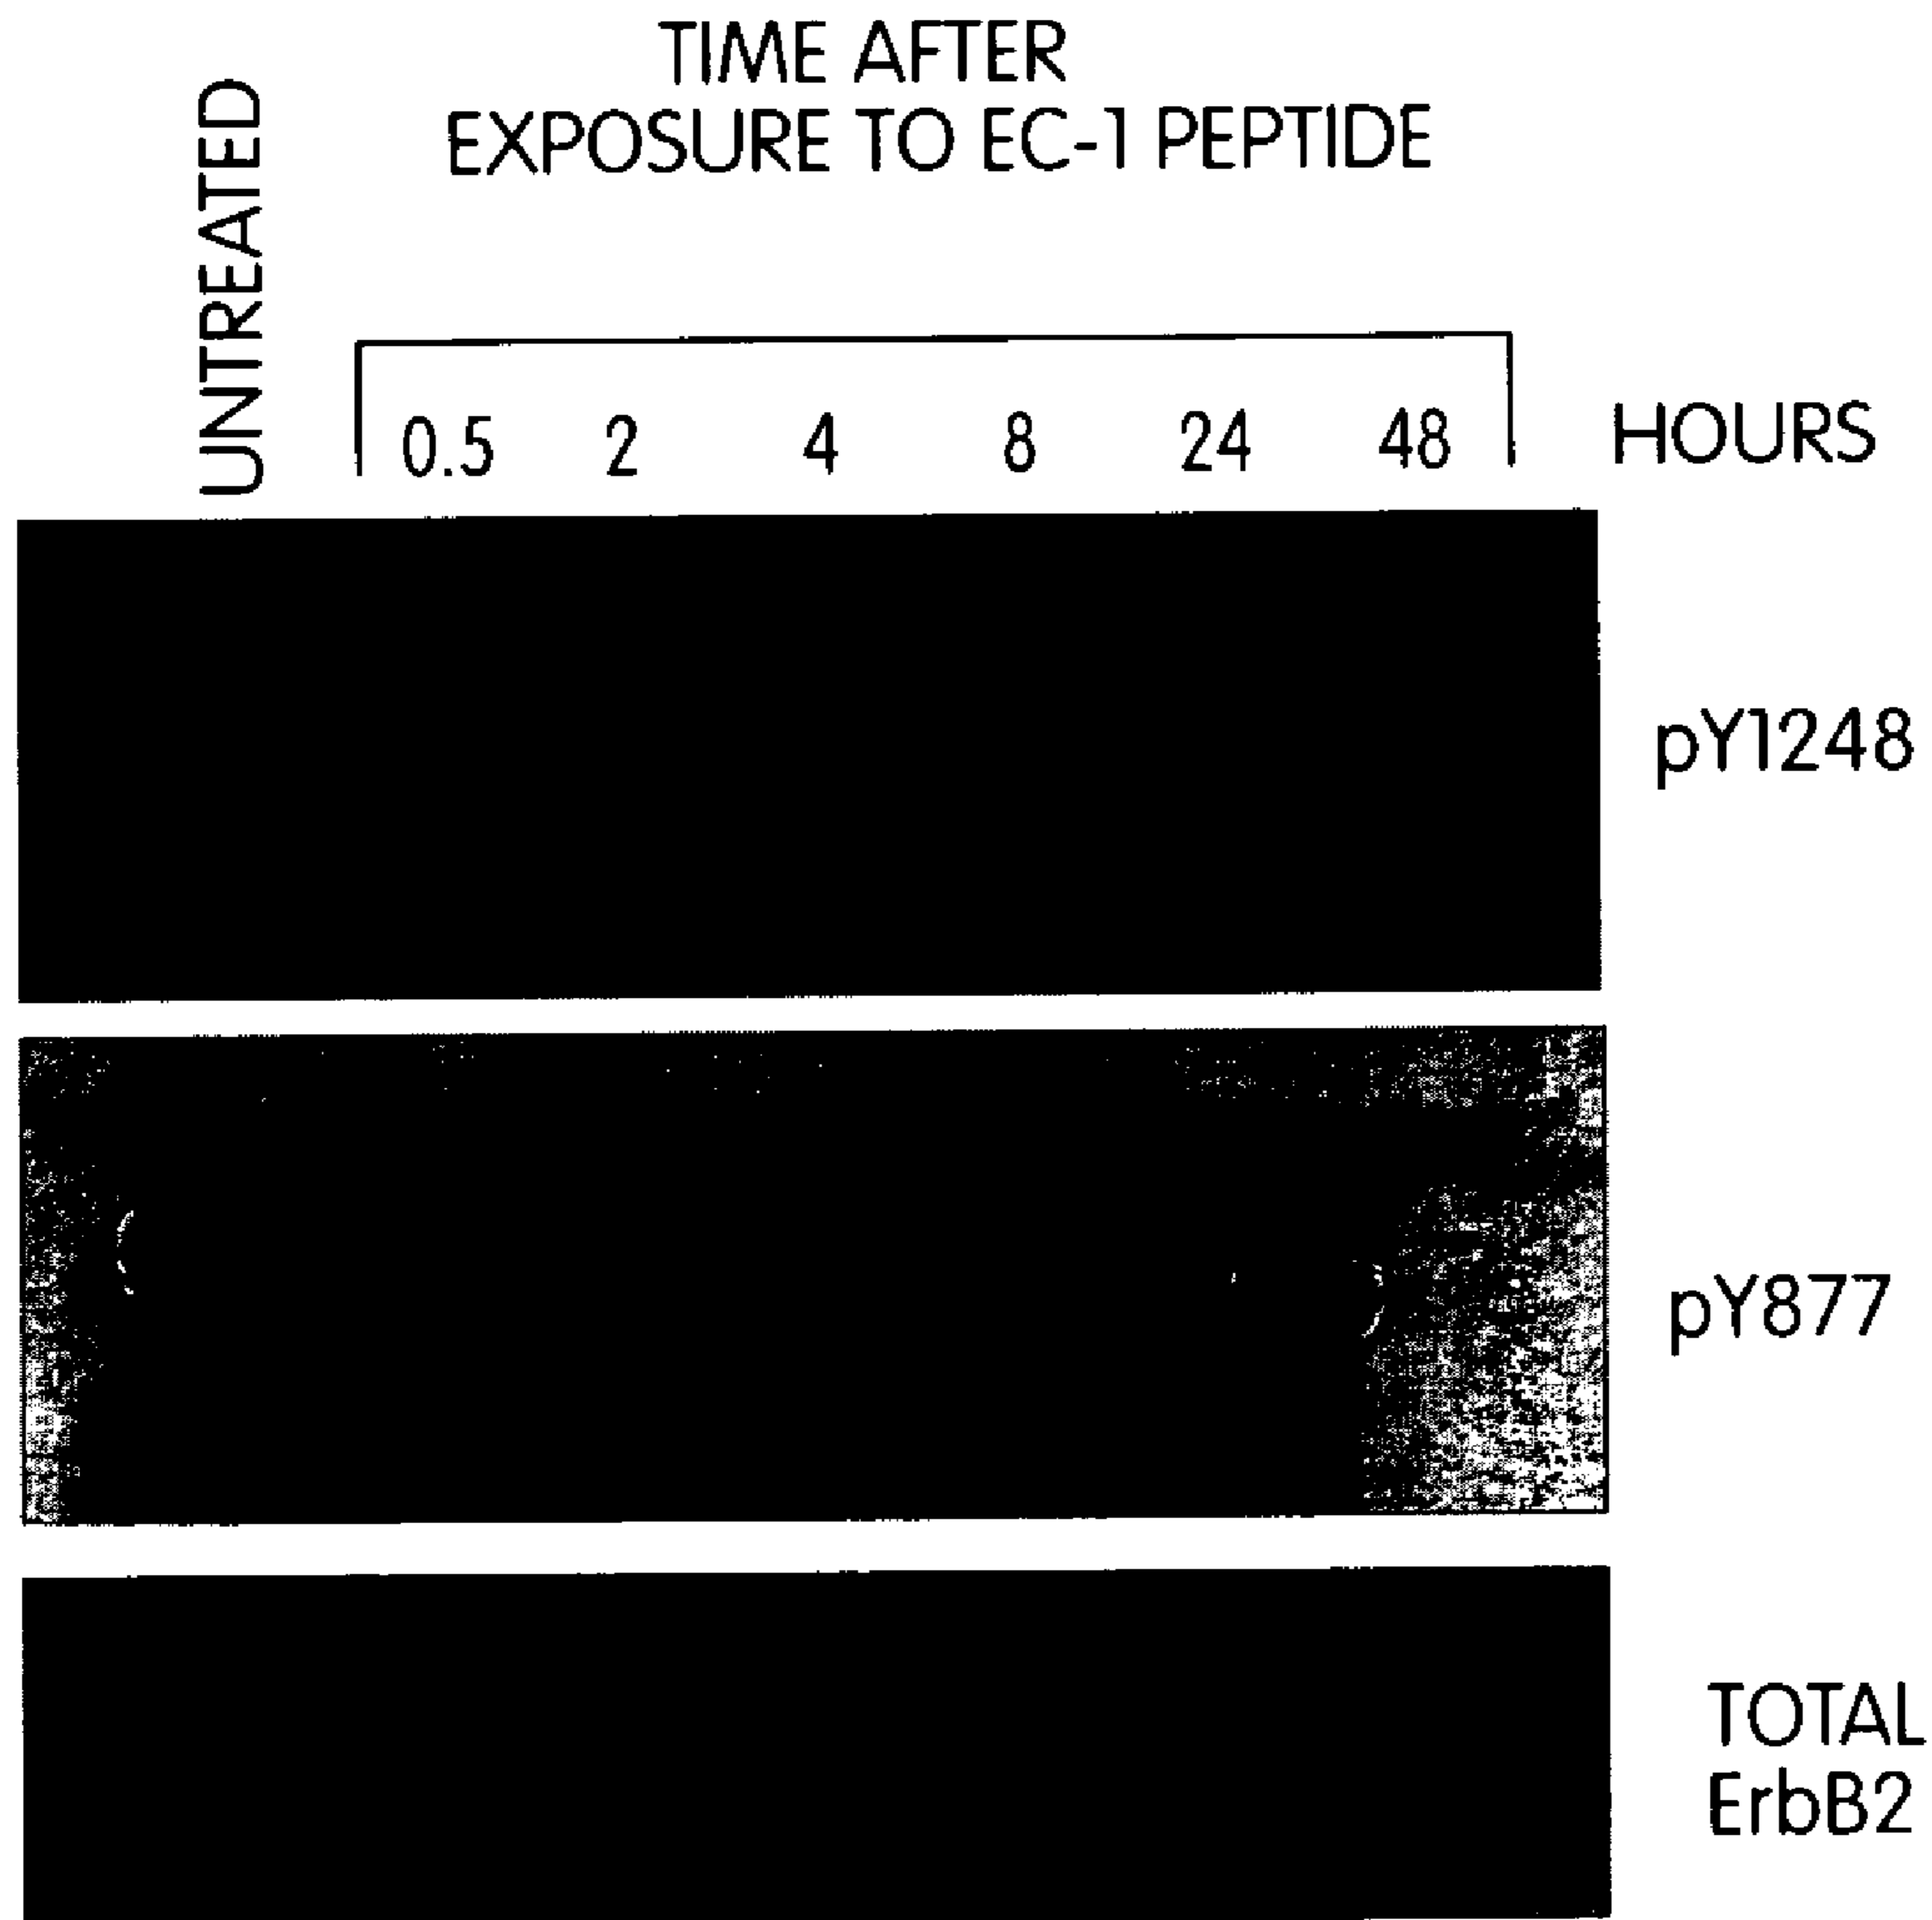 TIME AFTER
EXPOSURE TO EC-1 PEPTIDE
UNTREATED
0.5 2 4 8 24 48 HOURS
pY1248
pY877
TOTAL
ErbB2